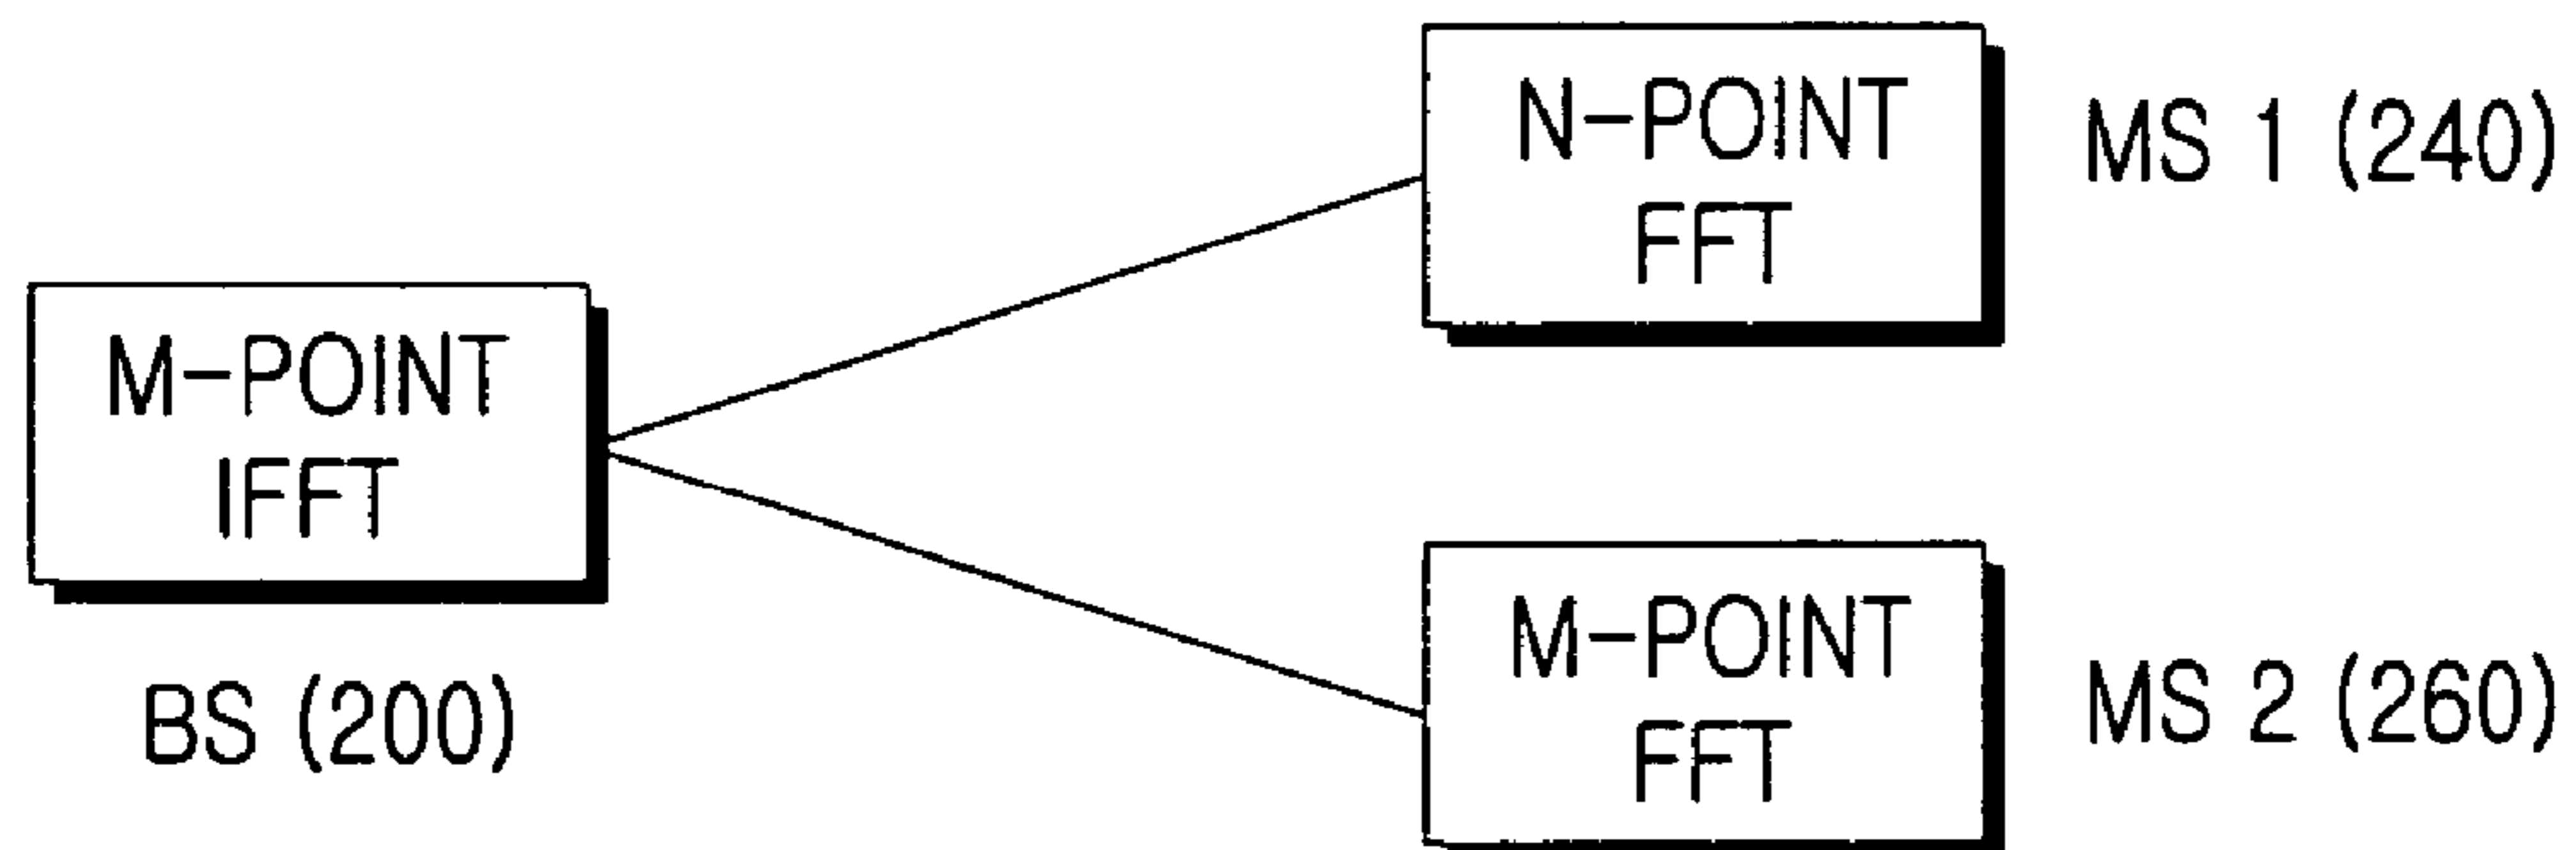 N-POINT
FFT
MS 1 (240)
M-POINT
IFFT
BS (200)
M-POINT
FFT
MS 2 (260)